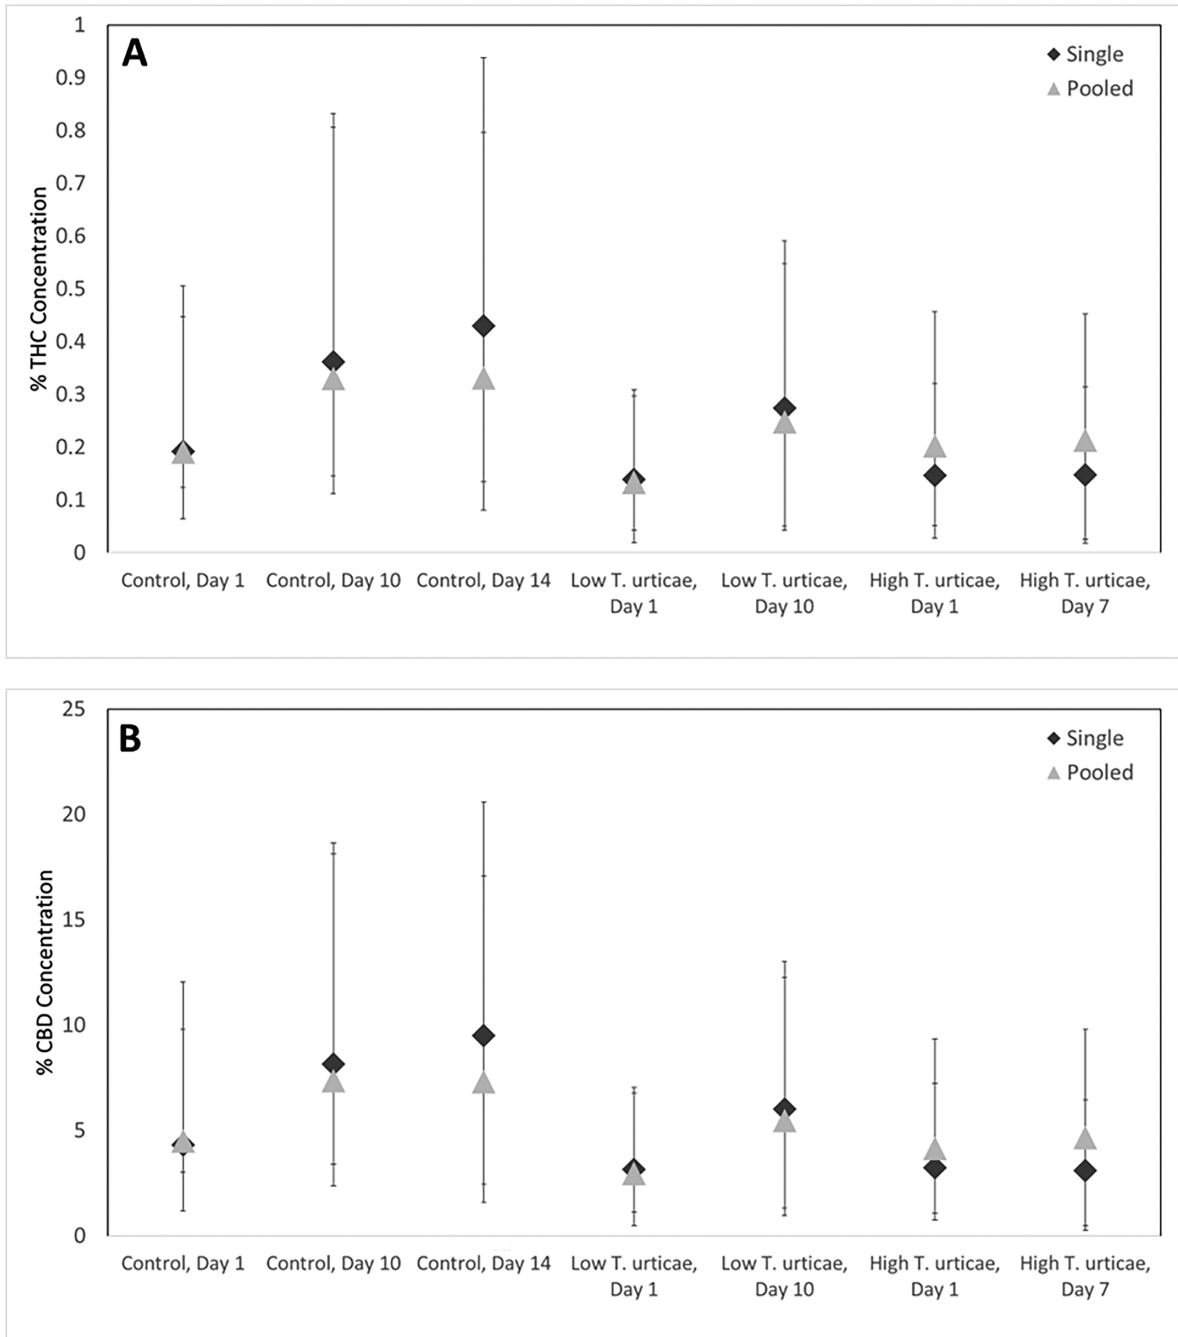 A
Single
Pooled
% THC Concentration
1
0.9
0.8
0.7
0.6
0.5
0.4
0.3
0.2
0.1
0
Control, Day 1
Control, Day 10
Control, Day 14
Low T. urticae,
Day 1
Low T. urticae,
Day 10
High T. urticae,
Day 1
High T. urticae,
Day 7
B
Single
Pooled
% CBD Concentration
25
20
15
10
5
0
Control, Day 1
Control, Day 10
Control, Day 14
Low T. urticae,
Day 1
Low T. urticae,
Day 10
High T. urticae,
Day 1
High T. urticae,
Day 7